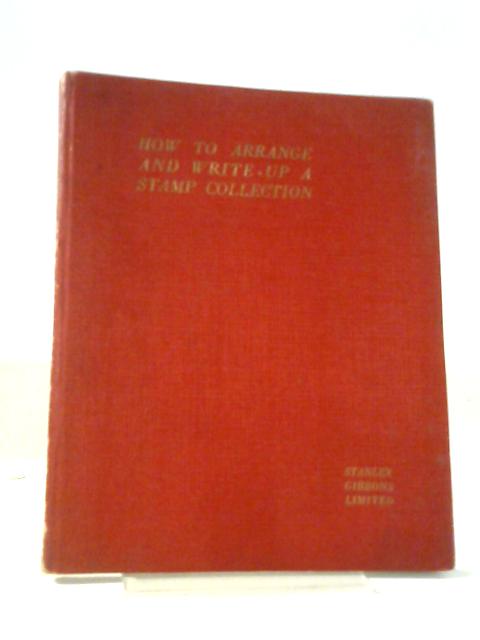 HOW TO ARRANGE
AND WRITE-UP A
STAMP COLLECTION
STANLEY
GIBBONS
LIMITED